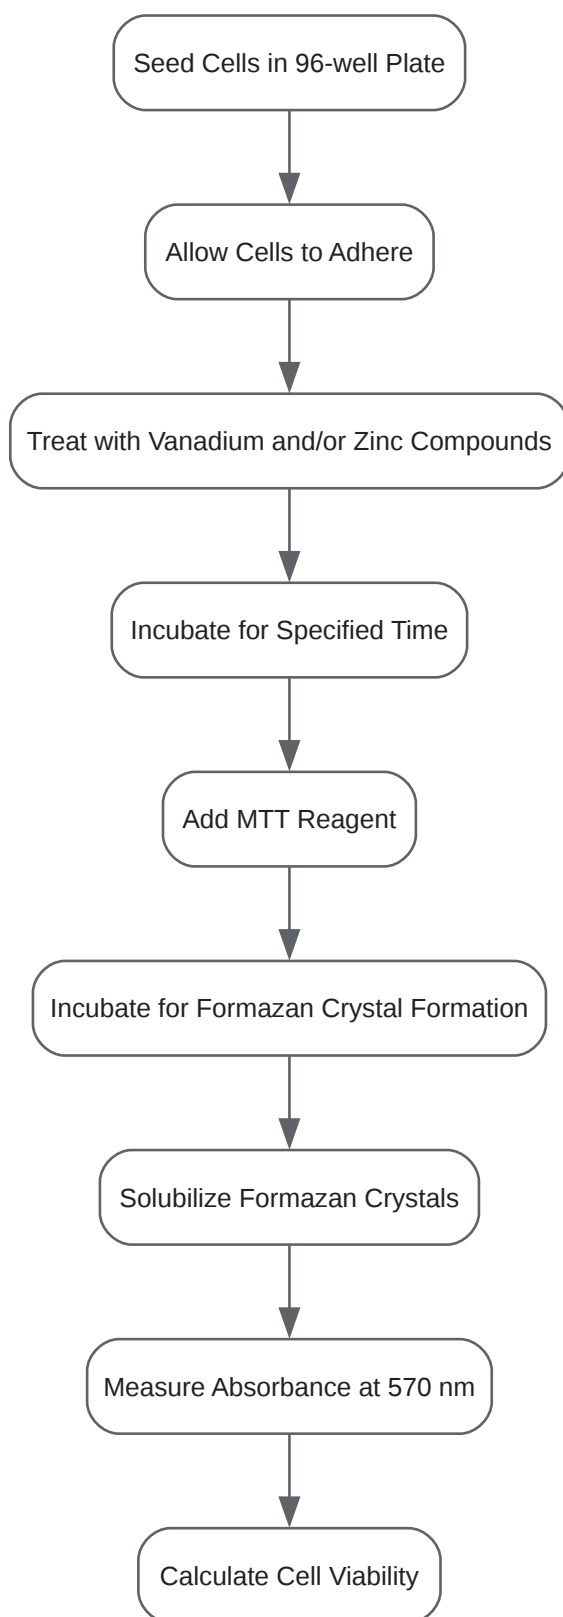 Seed Cells in 96-well Plate
Allow Cells to Adhere
Treat with Vanadium and/or Zinc Compounds
Incubate for Specified Time
Add MTT Reagent
Incubate for Formazan Crystal Formation
Solubilize Formazan Crystals
Measure Absorbance at 570 nm
Calculate Cell Viability